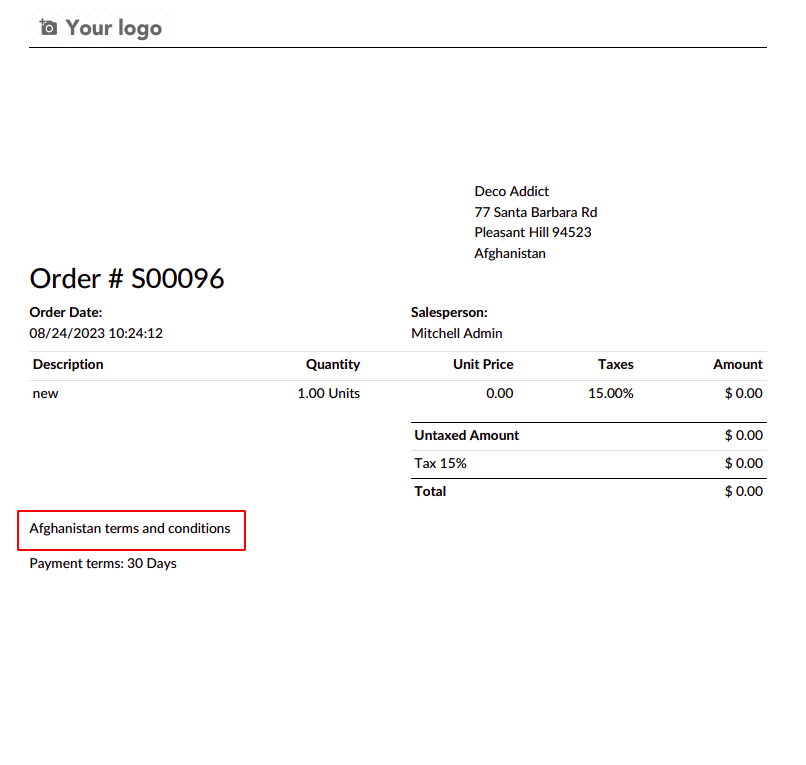 Your logo
Deco Addict
77 Santa Barbara Rd
Pleasant Hill 94523
Afghanistan
Order # S00096
Order Date: Salesperson:
08/24/2023 10:24:12 Mitchell Admin
Description Quantity Unit Price Taxes Amount
new 1.00 Units 0.00 15.00% $ 0.00
Untaxed Amount $ 0.00
Tax 15% $ 0.00
Total $ 0.00
Afghanistan terms and conditions
Payment terms: 30 Days